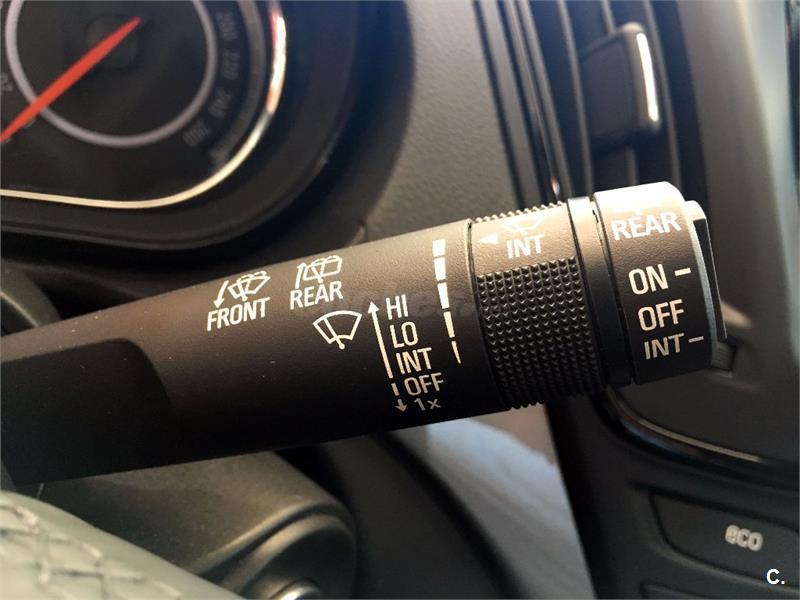 FRONT
REAR
HI
LO
INT
OFF
1x
INT
REAR
ON
OFF
INT
eco
C.